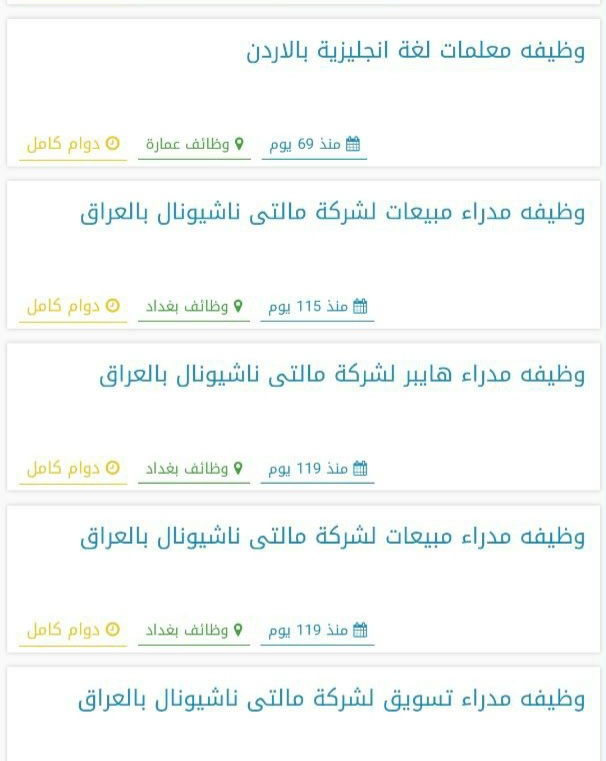 وظيفه معلمات لغة انجليزية بالاردن
منذ 69 يوم وظائف عمارة دوام كامل
وظيفه مدراء مبيعات لشركة مالتى ناشيونال بالعراق
منذ 115 يوم وظائف بغداد دوام كامل
وظيفه مدراء هايبر لشركة مالتى ناشيونال بالعراق
منذ 119 يوم وظائف بغداد دوام كامل
وظيفه مدراء مبيعات لشركة مالتى ناشيونال بالعراق
منذ 119 يوم وظائف بغداد دوام كامل
وظيفه مدراء تسويق لشركة مالتى ناشيونال بالعراق